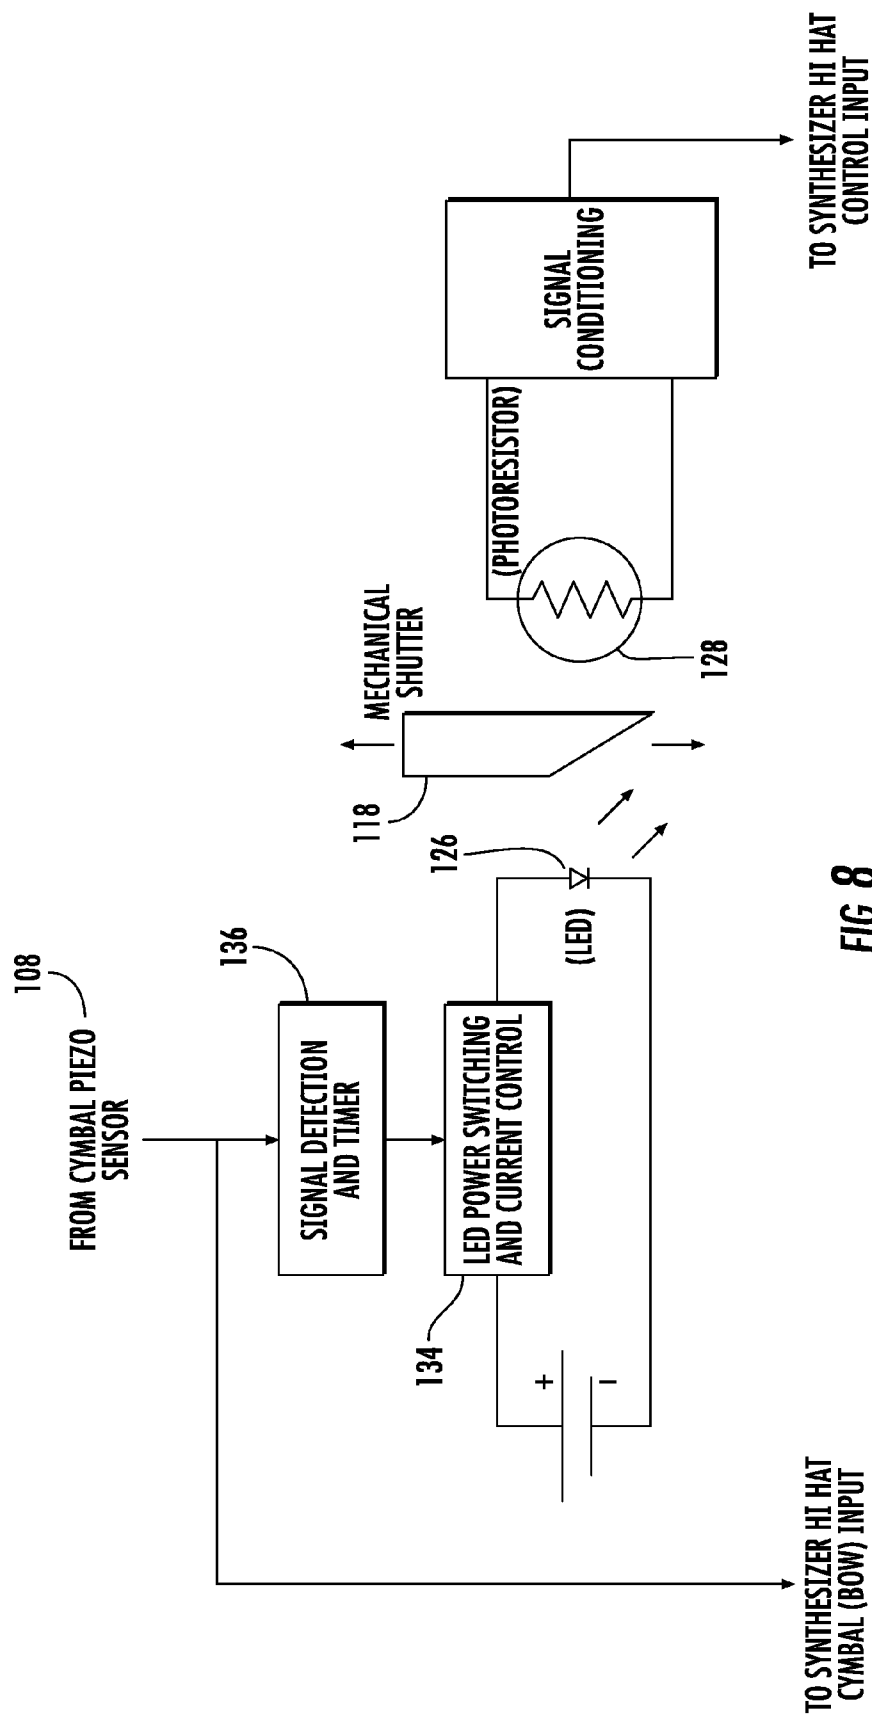 108
FROM CYMBAL PIEZO
SENSOR
136
SIGNAL DETECTION
AND TIMER
134
LED POWER SWITCHING
AND CURRENT CONTROL
+
–
126
(LED)
118
MECHANICAL
SHUTTER
(PHOTORESISTOR)
128
SIGNAL
CONDITIONING
TO SYNTHESIZER HI HAT
CYMBAL (BOW) INPUT
TO SYNTHESIZER HI HAT
CONTROL INPUT
FIG. 8